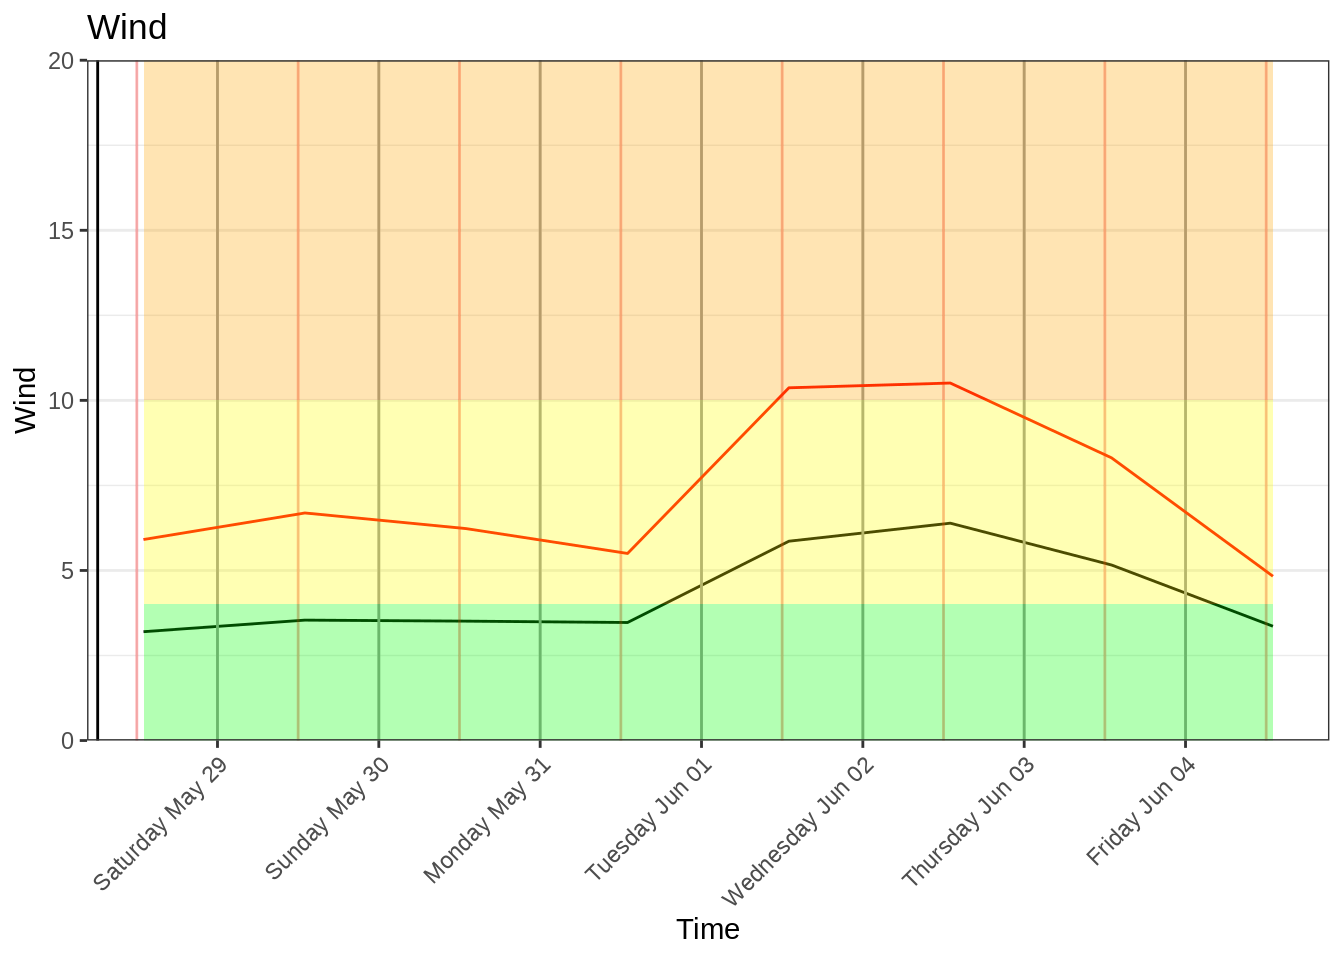 Wind
20
15
10
5
0
Wind
Saturday May 29
Sunday May 30
Monday May 31
Tuesday Jun 01
Wednesday Jun 02
Thursday Jun 03
Friday Jun 04
Time